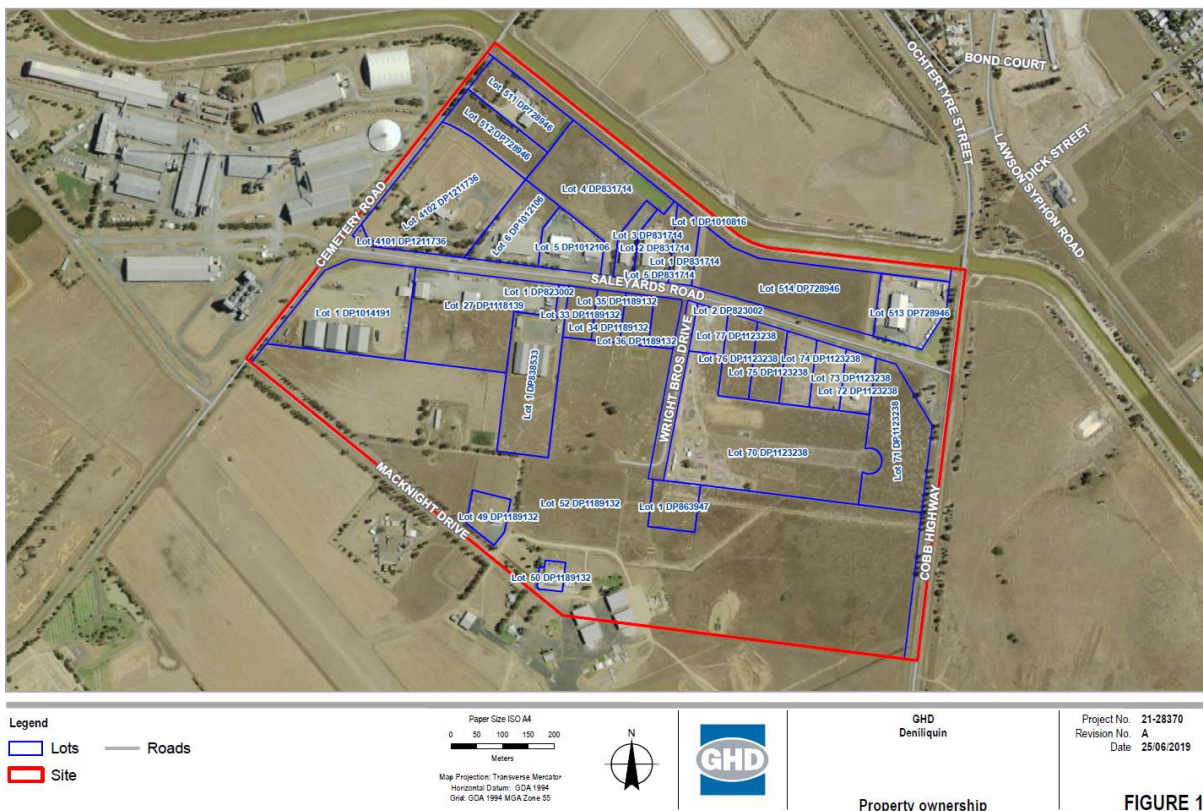 OCHTERTYRE STREET
BOND COURT
LAWSON SYPHON ROAD
DICK STREET
Lot 511 DP728946
Lot 512 DP728946
Lot 4 DP831714
CEMETERY ROAD
Lot 4102 DP1211736
Lot 6 DP1012106
Lot 1 DP1010816
Lot 3 DP831714
Lot 4101 DP1211736
Lot 5 DP1012106
Lot 2 DP831714
Lot 1 DP831714
Lot 5 DP831714
SALEYARDS ROAD
Lot 514 DP728946
Lot 1 DP823002
Lot 35 DP1189132
Lot 27 DP1118139
Lot 33 DP1189132
Lot 2 DP823002
Lot 513 DP728946
Lot 1 DP1014191
Lot 34 DP1189132
Lot 36 DP1189132
WRIGHT BROS DRIVE
Lot 77 DP1123238
Lot 76 DP1123238
Lot 74 DP1123238
Lot 75 DP1123238
Lot 73 DP1123238
Lot 72 DP1123238
Lot 1 DP838533
Lot 71 DP1123238
Lot 70 DP1123238
MACKNIGHT DRIVE
Lot 49 DP1189132
Lot 52 DP1189132
Lot 1 DP863947
COBB HIGHWAY
Lot 50 DP1189132
Legend
Lots
Roads
Site
Paper Size ISO A4
0 50 100 150 200
Meters
Map Projection: Transverse Mercator
Horizontal Datum: GDA 1994
Grid: GDA 1994 MGA Zone 55
N
GHD
GHD
Deniliquin
Property ownership
Project No. 21-28370
Revision No. A
Date 25/06/2019
FIGURE 1